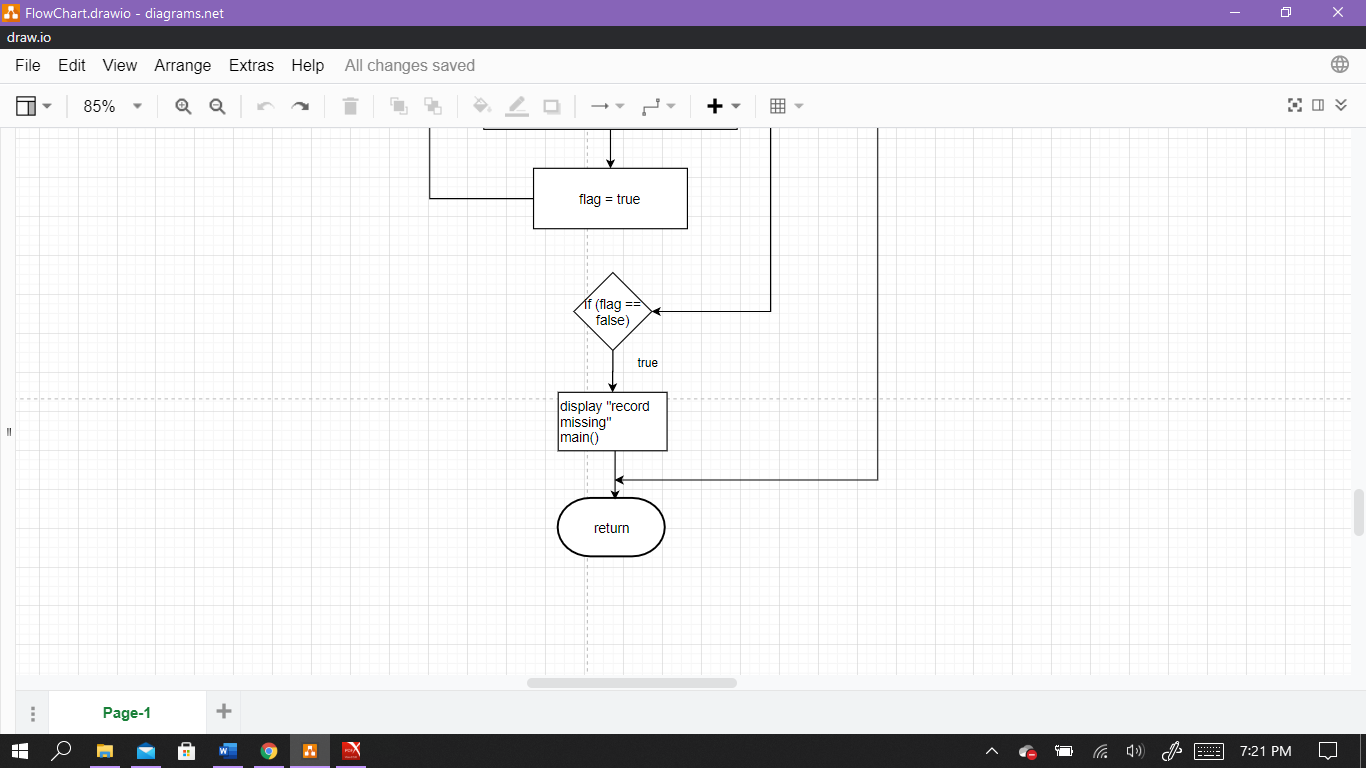 FlowChart.drawio - diagrams.net
draw.io
File Edit View Arrange Extras Help All changes saved
85%
flag = true
if (flag ==
false)
true
display "record
missing"
main()
return
Page-1
7:21 PM